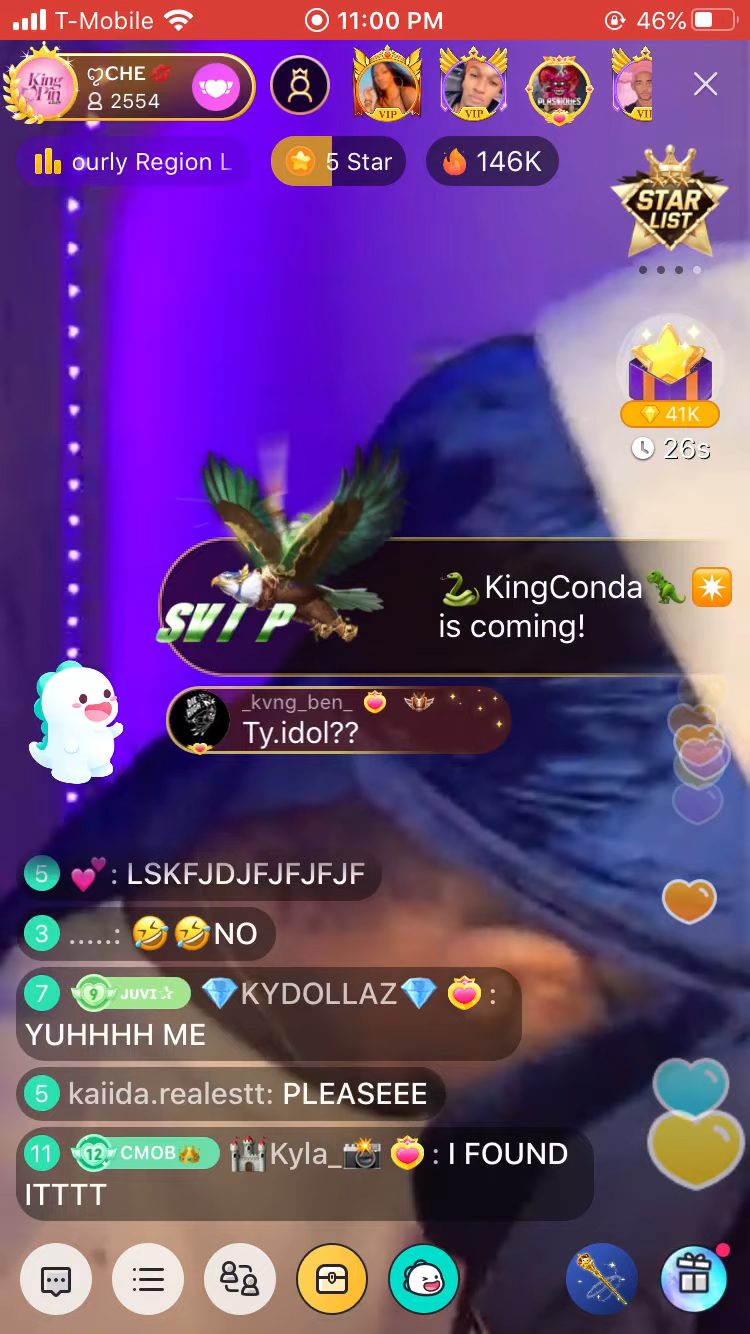 T-Mobile 11:00 PM 46%
King Pin
ღCHE💋
2554
VIP VIP PLASTIQUES VI
ourly Region L 5 Star 146K
STAR LIST
41K
26s
SVIP
🐍KingConda🦖✴️
is coming!
_kvng_ben_
Ty.idol??
5 💕: LSKFJDJFJFJFJF
3 .....: 🤣🤣NO
7 9 JUVI☆ 💎KYDOLLAZ💎 :
YUHHHH ME
5 kaiida.realestt: PLEASEEE
11 12 CMOB👑 🏰Kyla_📸 : I FOUND
ITTTT